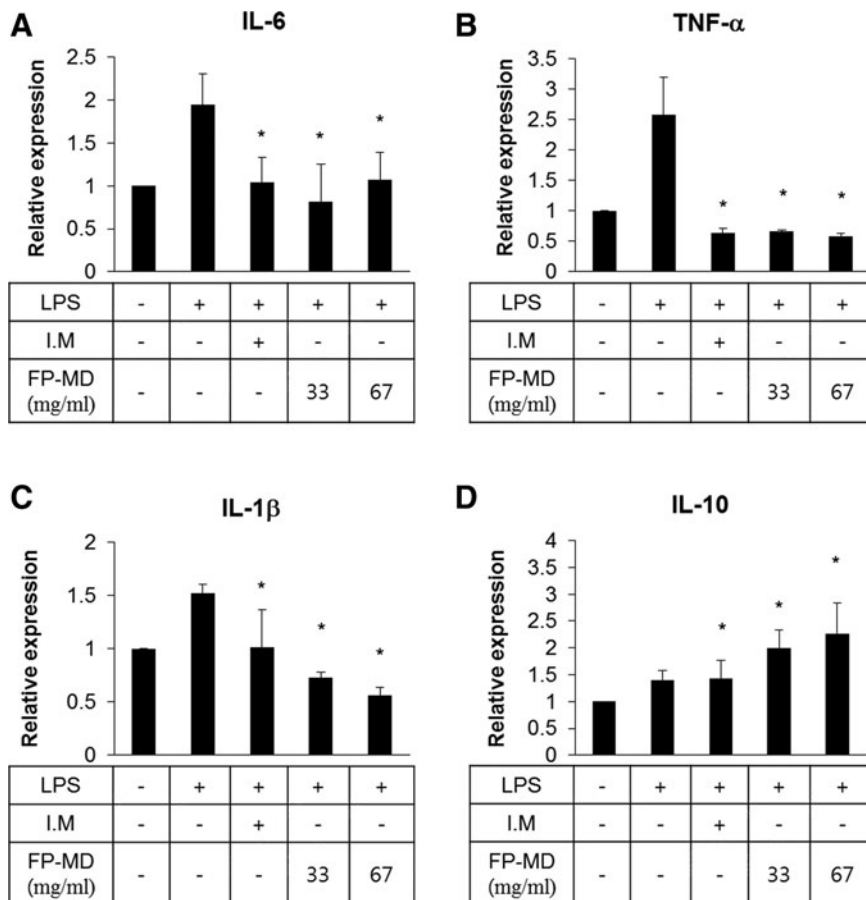 A
IL-6
Relative expression
2.5
2
1.5
1
0.5
0
*
*
*
LPS - + + + +
I.M - - + - -
FP-MD
(mg/ml) - - - 33 67
B
TNF-α
Relative expression
3.5
3
2.5
2
1.5
1
0.5
0
*
*
*
LPS - + + + +
I.M - - + - -
FP-MD
(mg/ml) - - - 33 67
C
IL-1β
Relative expression
2
1.5
1
0.5
0
*
*
*
LPS - + + + +
I.M - - + - -
FP-MD
(mg/ml) - - - 33 67
D
IL-10
Relative expression
4
3.5
3
2.5
2
1.5
1
0.5
0
*
*
*
LPS - + + + +
I.M - - + - -
FP-MD
(mg/ml) - - - 33 67